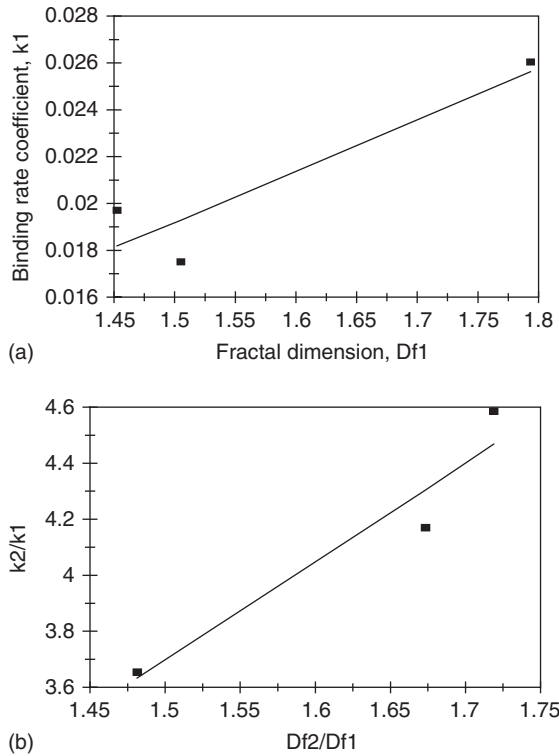 0.028
0.026
0.024
0.022
0.02
0.018
0.016
Binding rate coefficient, k1
1.45 1.5 1.55 1.6 1.65 1.7 1.75 1.8
(a) Fractal dimension, Df1
4.6
4.4
4.2
4
3.8
3.6
k2/k1
1.45 1.5 1.55 1.6 1.65 1.7 1.75
(b) Df2/Df1